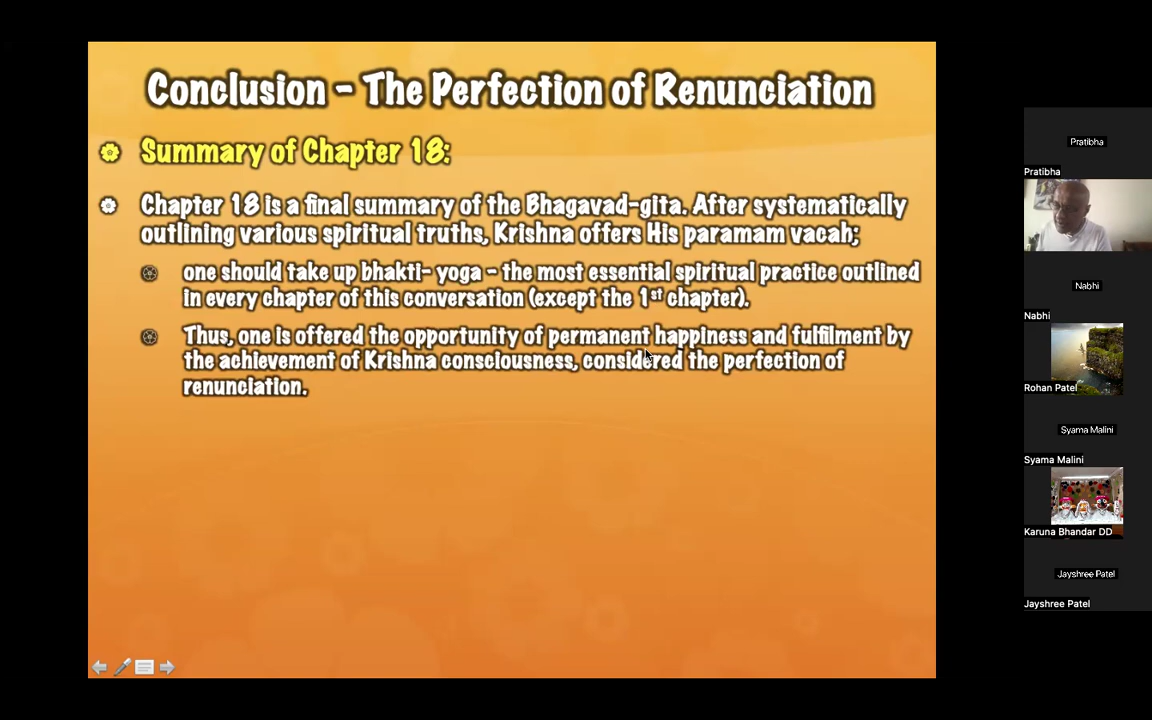 Conclusion - The Perfection of Renunciation
Summary of Chapter 18:
Chapter 18 is a final summary of the Bhagavad-gita. After systematically
outlining various spiritual truths, Krishna offers His paramam vacah;
one should take up bhakti- yoga - the most essential spiritual practice outlined
in every chapter of this conversation (except the 1st chapter).
Thus, one is offered the opportunity of permanent happiness and fulfilment by
the achievement of Krishna consciousness, considered the perfection of
renunciation.
Pratibha
Pratibha
Nabhi
Nabhi
Rohan Patel
Syama Malini
Syama Malini
Karuna Bhandar DD
Jayshree Patel
Jayshree Patel